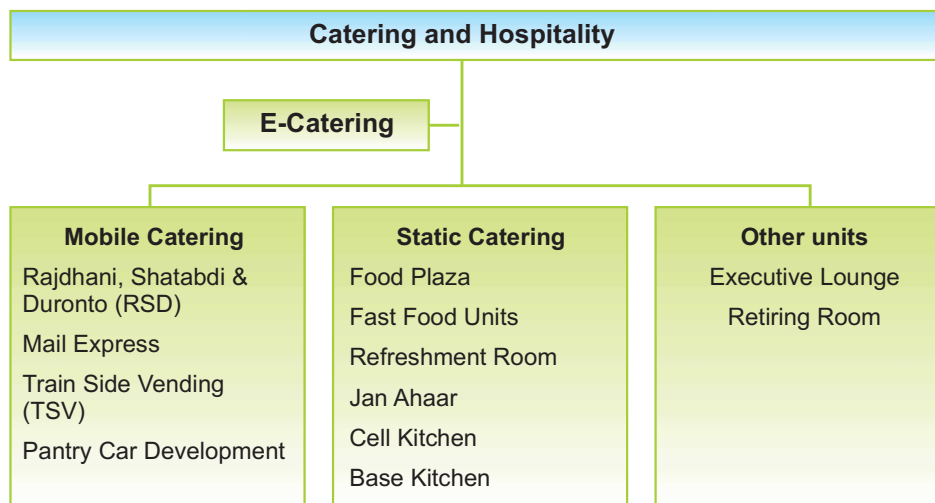 Catering and Hospitality
E-Catering
Mobile Catering
Rajdhani, Shatabdi &
Duronto (RSD)
Mail Express
Train Side Vending
(TSV)
Pantry Car Development
Static Catering
Food Plaza
Fast Food Units
Refreshment Room
Jan Ahaar
Cell Kitchen
Base Kitchen
Other units
Executive Lounge
Retiring Room